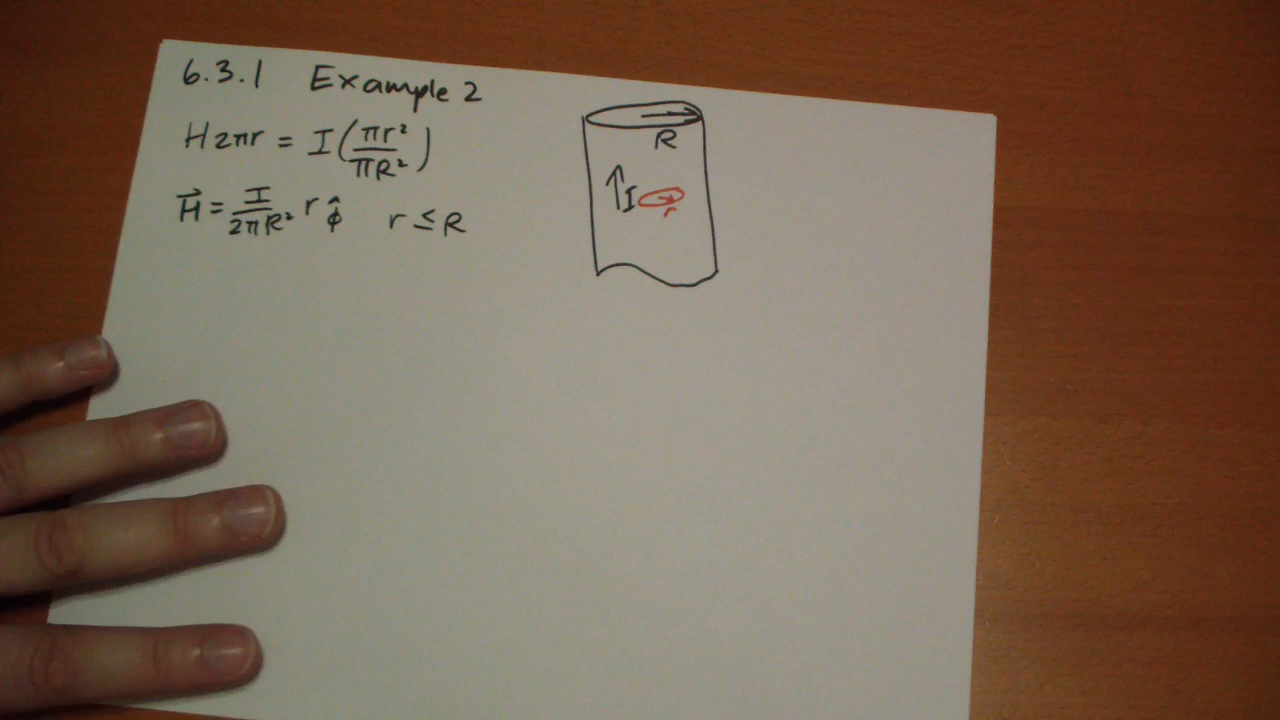 6.3.1 Example 2
H2πr = I(πr²/πR²)
H⃗ = I/2πR² r φ̂ r ≤ R
R
I
r